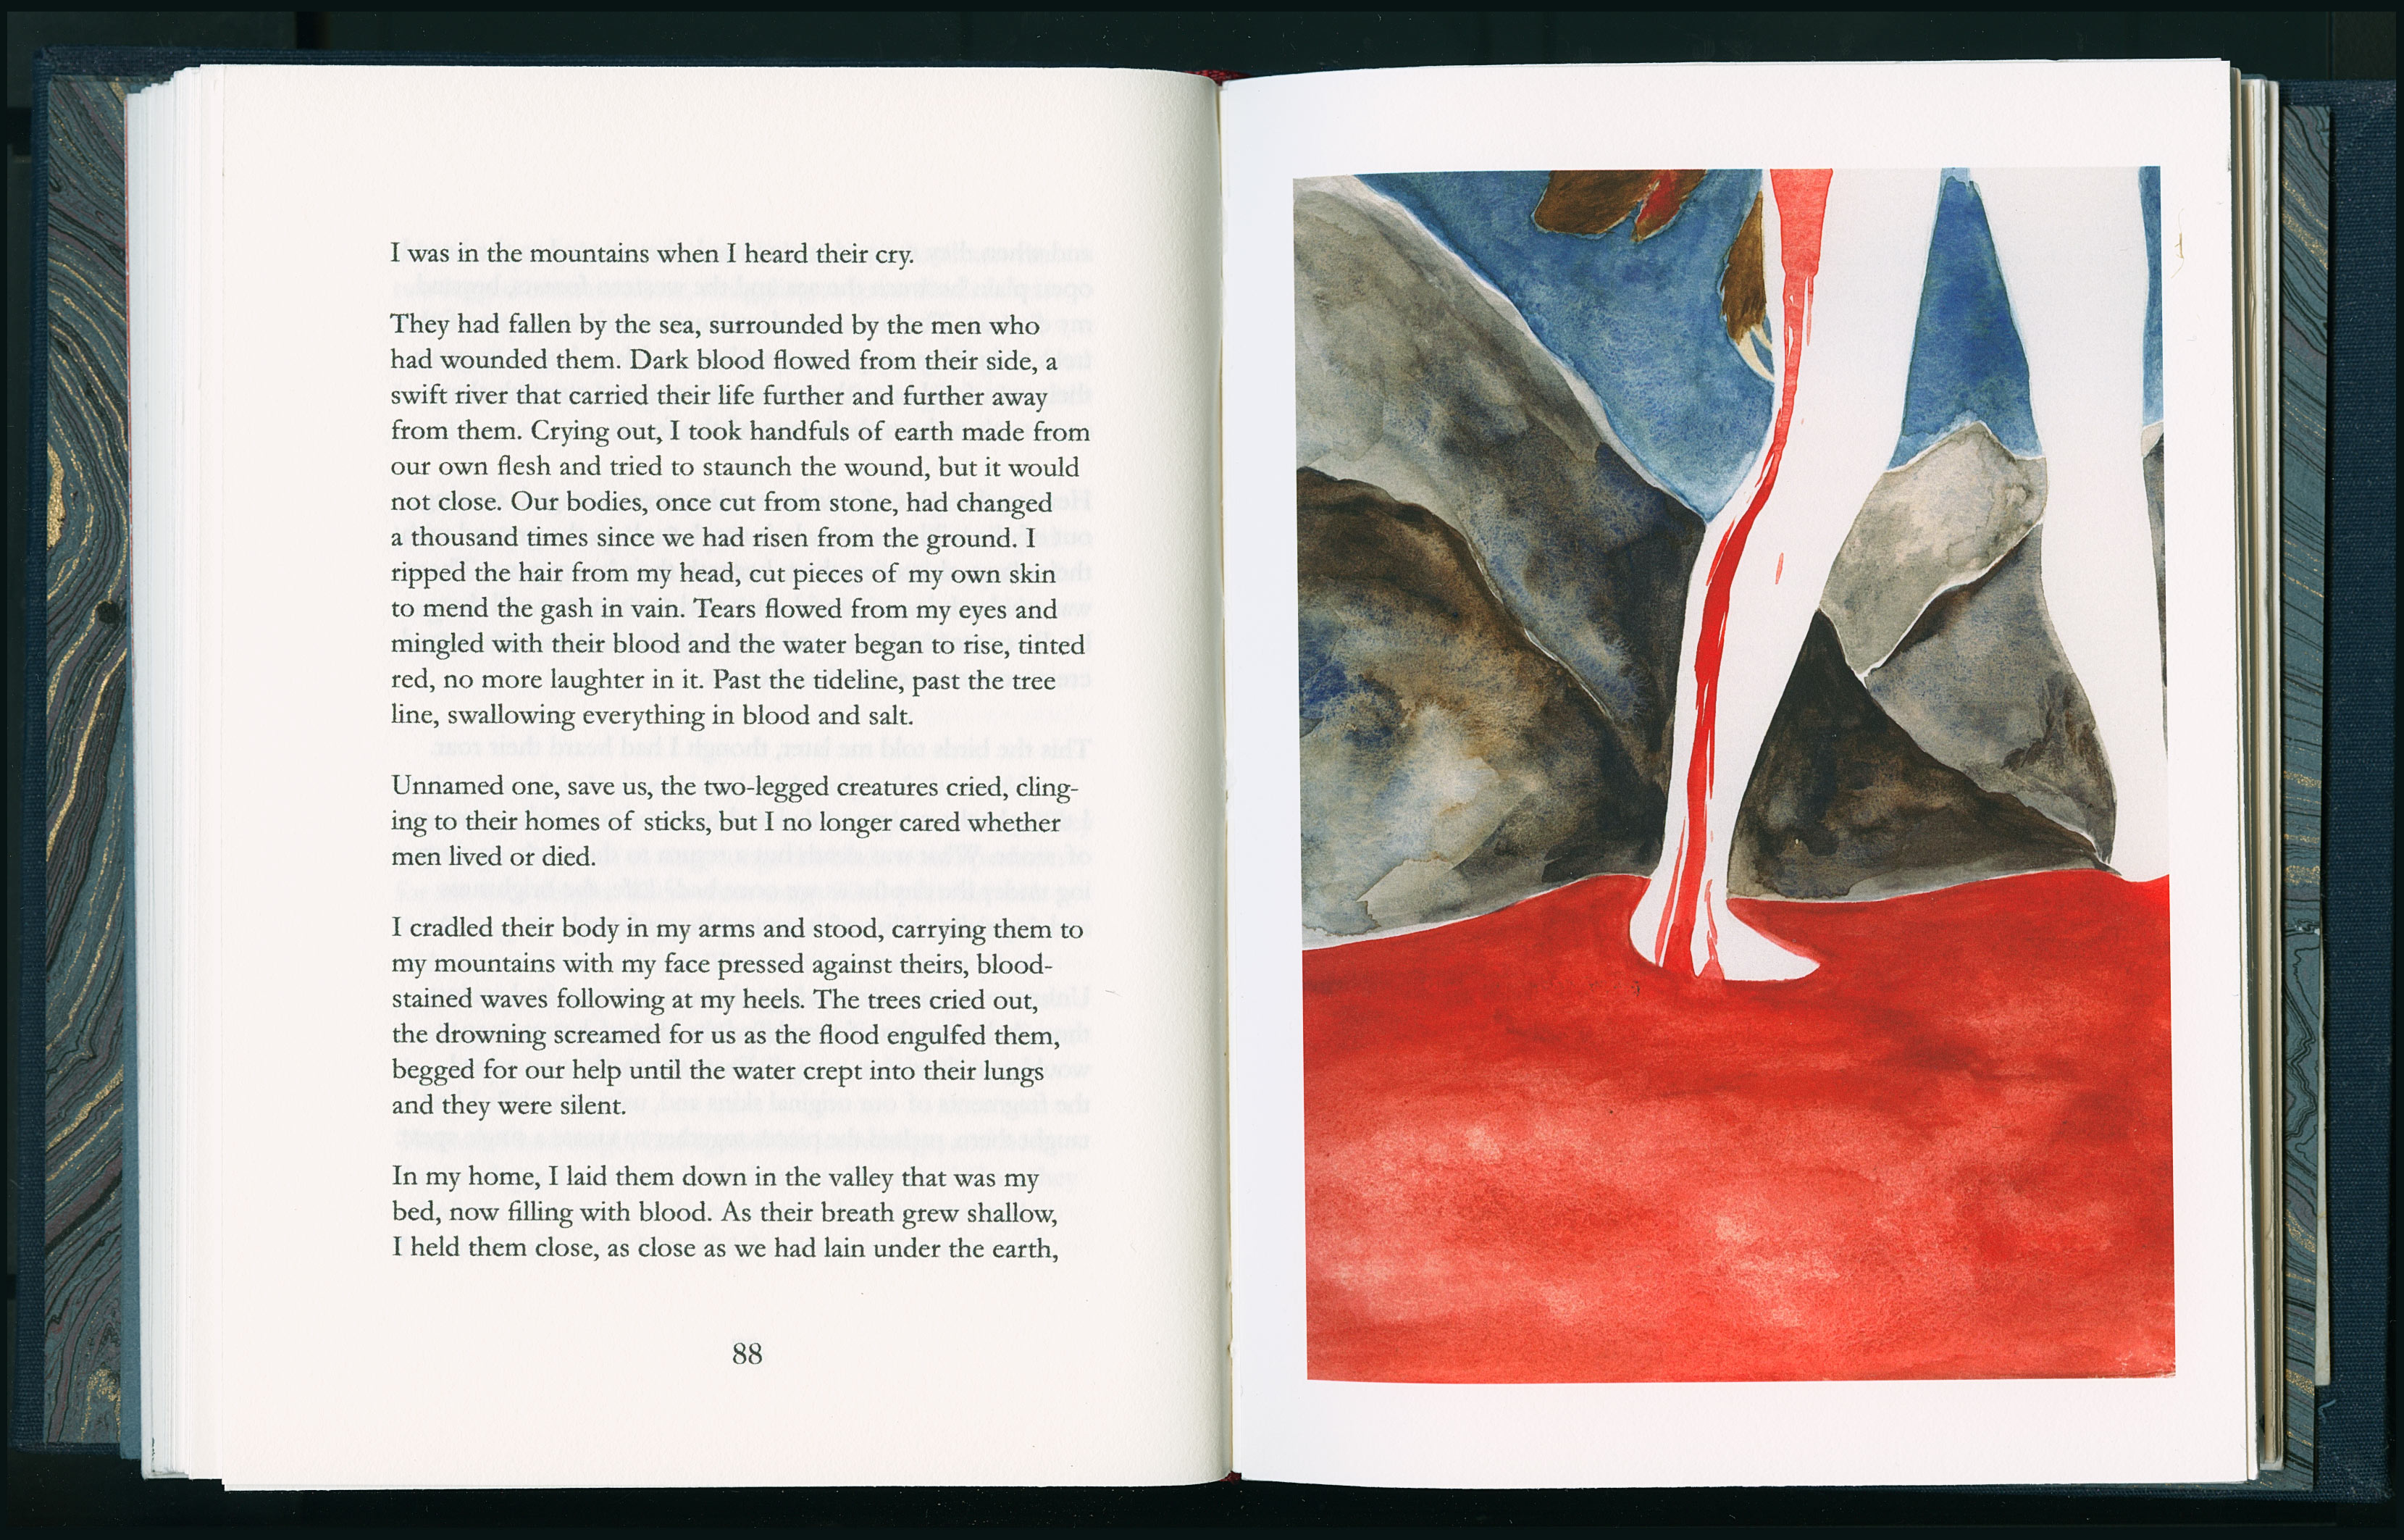 I was in the mountains when I heard their cry.
They had fallen by the sea, surrounded by the men who
had wounded them. Dark blood flowed from their side, a
swift river that carried their life further and further away
from them. Crying out, I took handfuls of earth made from
our own flesh and tried to staunch the wound, but it would
not close. Our bodies, once cut from stone, had changed
a thousand times since we had risen from the ground. I
ripped the hair from my head, cut pieces of my own skin
to mend the gash in vain. Tears flowed from my eyes and
mingled with their blood and the water began to rise, tinted
red, no more laughter in it. Past the tideline, past the tree
line, swallowing everything in blood and salt.
Unnamed one, save us, the two-legged creatures cried, cling-
ing to their homes of sticks, but I no longer cared whether
men lived or died.
I cradled their body in my arms and stood, carrying them to
my mountains with my face pressed against theirs, blood-
stained waves following at my heels. The trees cried out,
the drowning screamed for us as the flood engulfed them,
begged for our help until the water crept into their lungs
and they were silent.
In my home, I laid them down in the valley that was my
bed, now filling with blood. As their breath grew shallow,
I held them close, as close as we had lain under the earth,
88